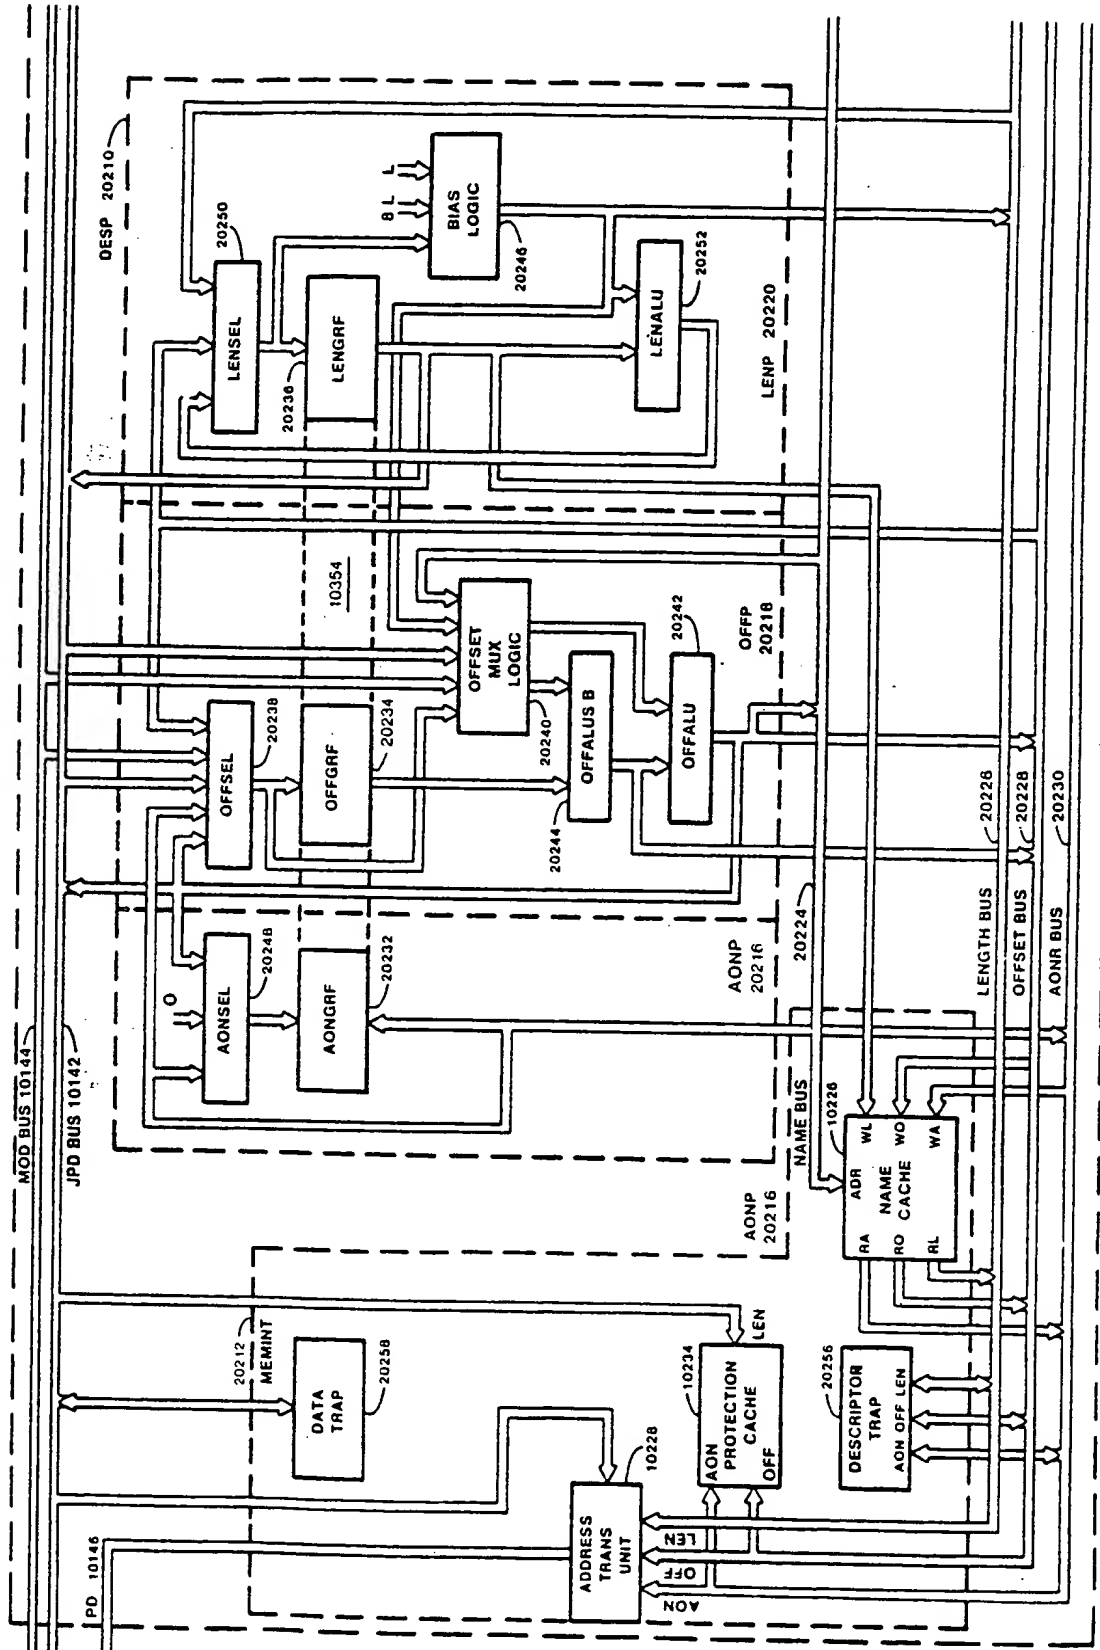 DESP 20210
MOD BUS 10144
JPD BUS 10142
PD 10146
20212
MEMINT
DATA
TRAP
20258
ADDRESS
TRANS
UNIT
10228
AON
OFF
LEN
10234
AON
PROTECTION
CACHE
OFF
LEN
20256
DESCRIPTOR
TRAP
AON OFF LEN
AONP
20216
NAME BUS
10226
ADR
NAME
CACHE
RA
RO
RL
WL
WO
WA
O
AONSEL
20248
AONGRF
20232
AONP
20216
20224
OFFSEL
20238
OFFGRF
20234
10354
OFFSET
MUX
LOGIC
20240
OFFALUS B
20244
OFFALU
20242
OFFP
20218
LENSEL
20250
LENGRF
20236
BIAS
LOGIC
20246
B L
L
LENALU
20252
LENP 20220
LENGTH BUS
20226
OFFSET BUS
20228
AONR BUS
20230